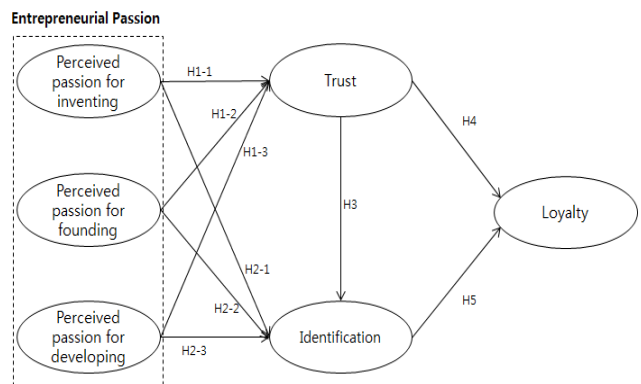 Entrepreneurial Passion
Perceived
passion for
inventing
H1-1
Trust
H1-2
H1-3
H4
Perceived
passion for
founding
H3
Loyalty
H2-1
H2-2
H5
Perceived
passion for
developing
H2-3
Identification